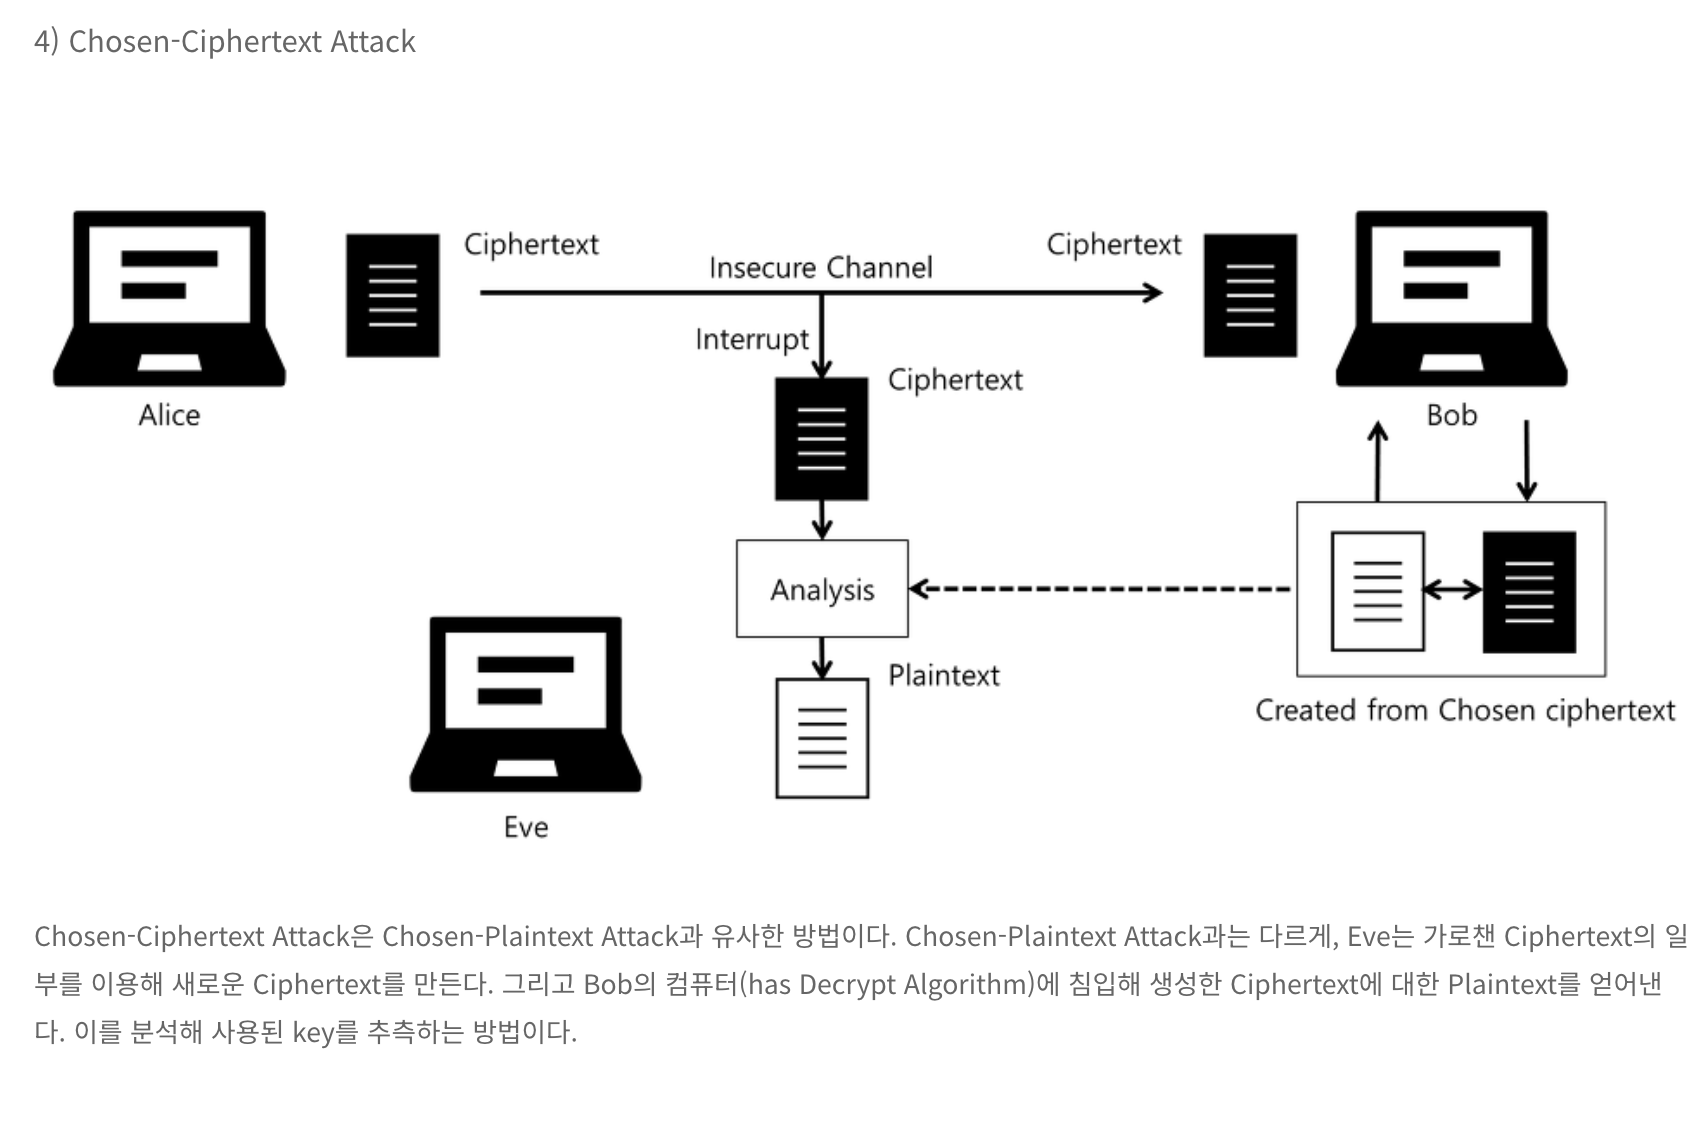 4) Chosen-Ciphertext Attack
Ciphertext
Insecure Channel
Ciphertext
Interrupt
Ciphertext
Alice
Bob
Analysis
Plaintext
Created from Chosen ciphertext
Eve
Chosen-Ciphertext Attack은 Chosen-Plaintext Attack과 유사한 방법이다. Chosen-Plaintext Attack과는 다르게, Eve는 가로챈 Ciphertext의 일
부를 이용해 새로운 Ciphertext를 만든다. 그리고 Bob의 컴퓨터(has Decrypt Algorithm)에 침입해 생성한 Ciphertext에 대한 Plaintext를 얻어낸
다. 이를 분석해 사용된 key를 추측하는 방법이다.